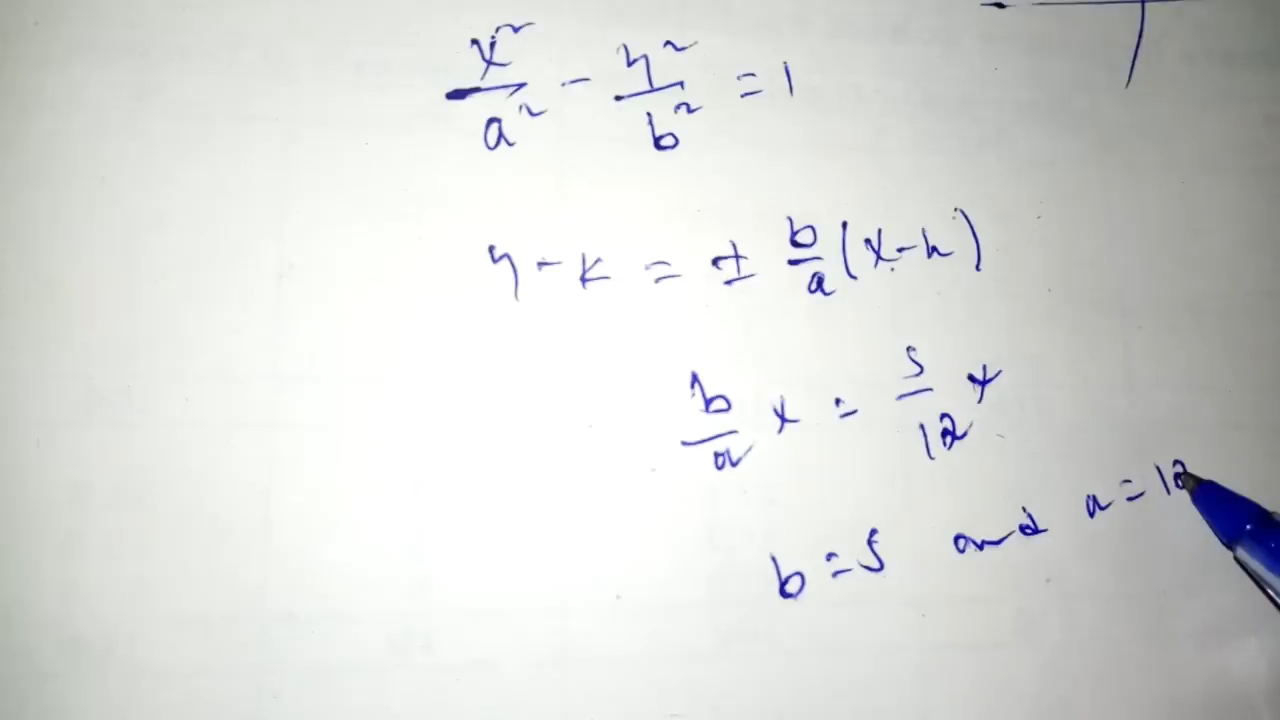 x²/a² - y²/b² = 1
y - k = ± b/a (x - h)
b/a x = 5/12 x
b = 5 and a = 12